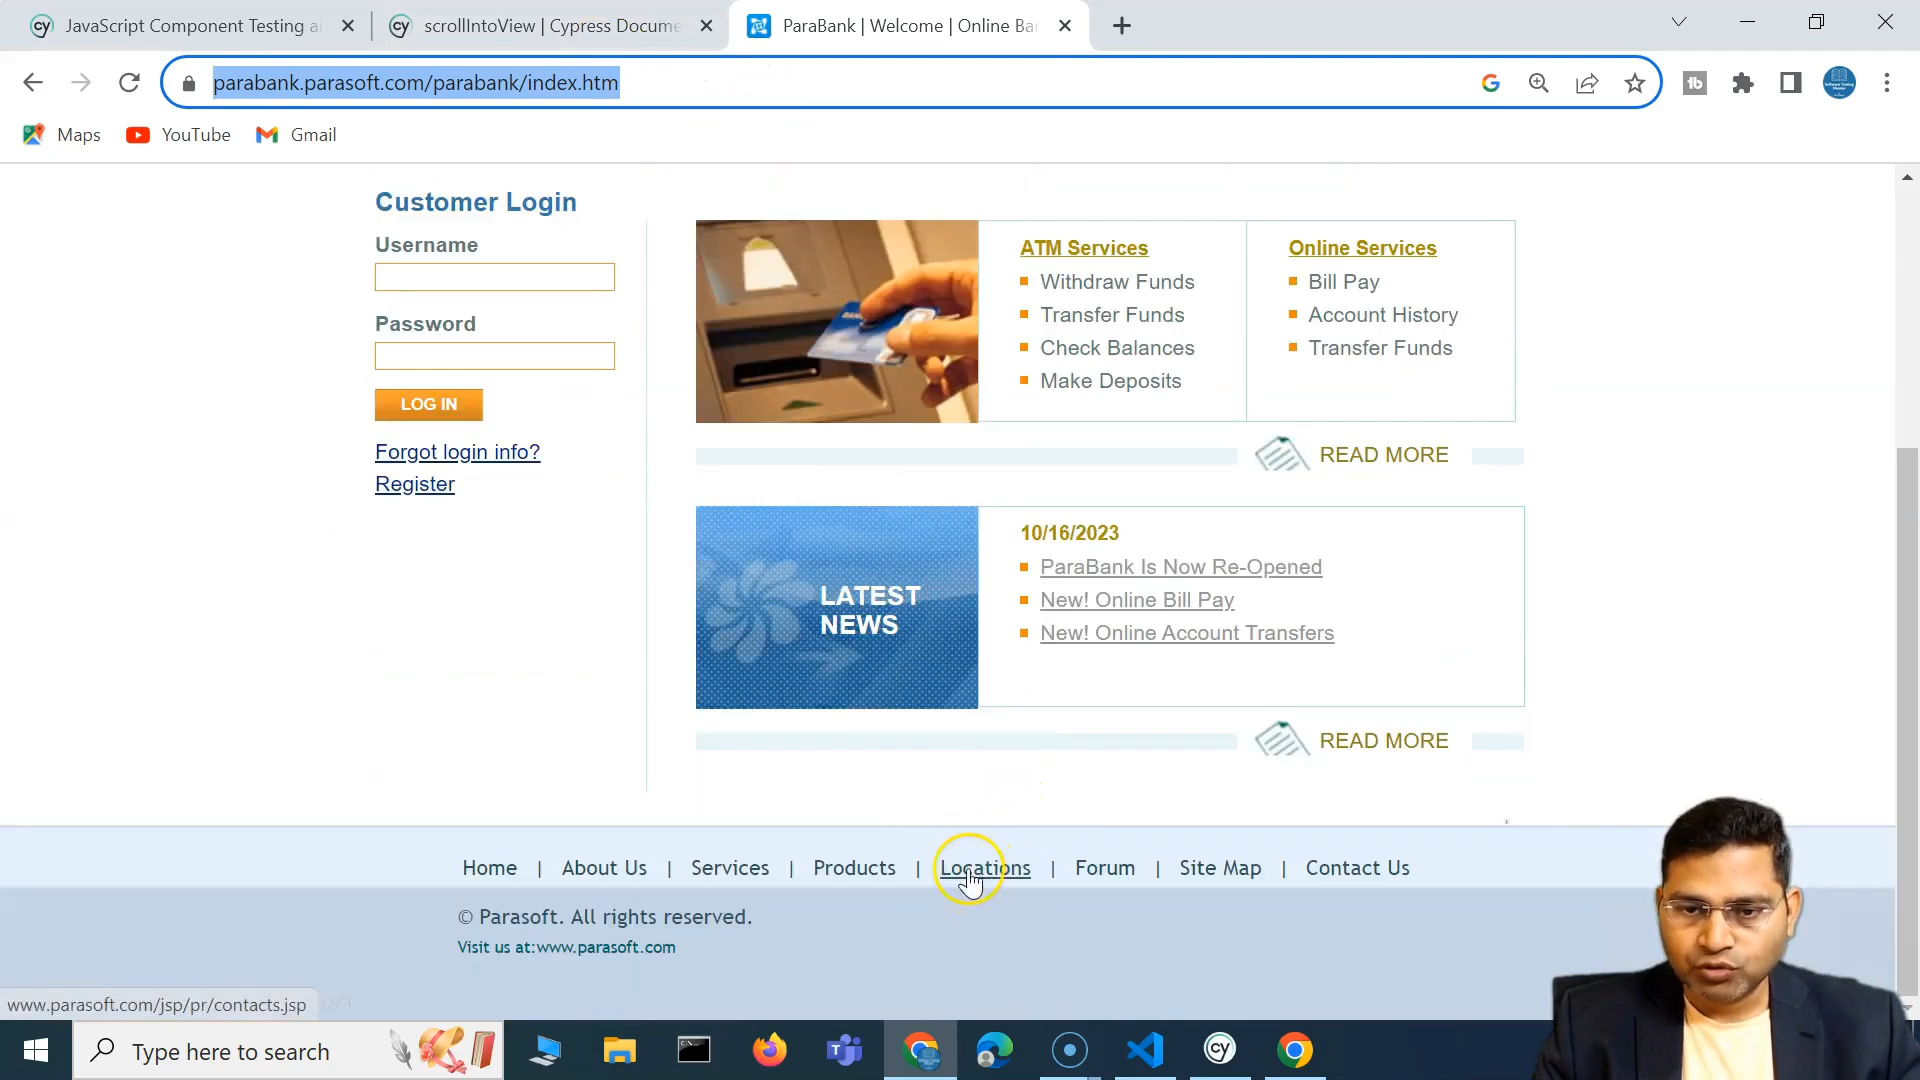 JavaScript Component Testing a
scrollIntoView | Cypress Docume
ParaBank | Welcome | Online Ba
parabank.parasoft.com/parabank/index.htm
Maps
YouTube
Gmail
Customer Login
Username
Password
LOG IN
Forgot login info?
Register
ATM Services
Withdraw Funds
Transfer Funds
Check Balances
Make Deposits
Online Services
Bill Pay
Account History
Transfer Funds
READ MORE
LATEST
NEWS
10/16/2023
ParaBank Is Now Re-Opened
New! Online Bill Pay
New! Online Account Transfers
READ MORE
Home | About Us | Services | Products | Locations | Forum | Site Map | Contact Us
© Parasoft. All rights reserved.
Visit us at:www.parasoft.com
www.parasoft.com/jsp/pr/contacts.jsp
Type here to search